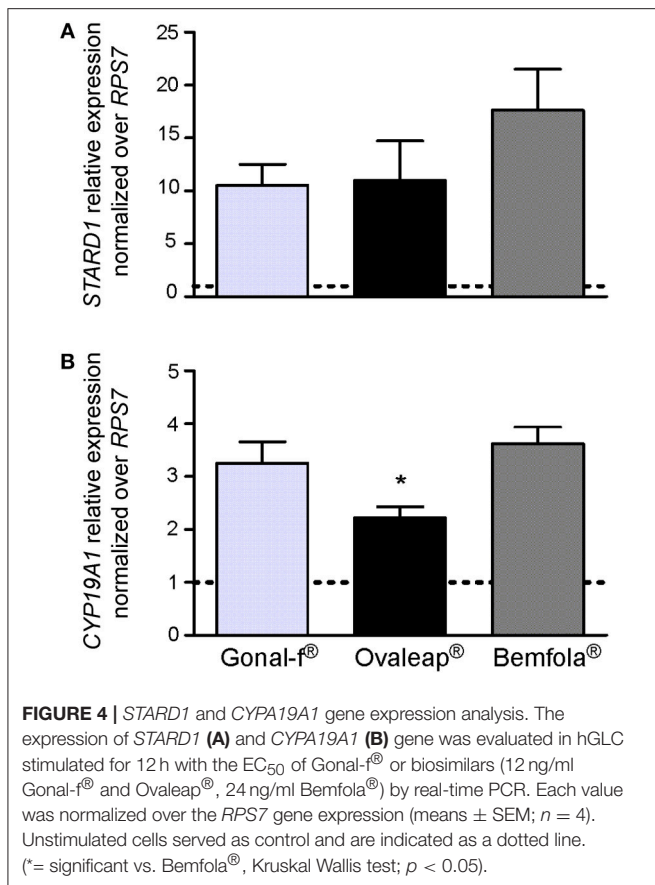 A
STARD1 relative expression
normalized over RPS7
25
20
15
10
5
0
B
CYP19A1 relative expression
normalized over RPS7
5
4
3
2
1
0
*
Gonal-f® Ovaleap® Bemfola®
FIGURE 4 | STARD1 and CYPA19A1 gene expression analysis. The
expression of STARD1 (A) and CYPA19A1 (B) gene was evaluated in hGLC
stimulated for 12 h with the EC50 of Gonal-f® or biosimilars (12 ng/ml
Gonal-f® and Ovaleap®, 24 ng/ml Bemfola®) by real-time PCR. Each value
was normalized over the RPS7 gene expression (means ± SEM; n = 4).
Unstimulated cells served as control and are indicated as a dotted line.
(*= significant vs. Bemfola®, Kruskal Wallis test; p < 0.05).